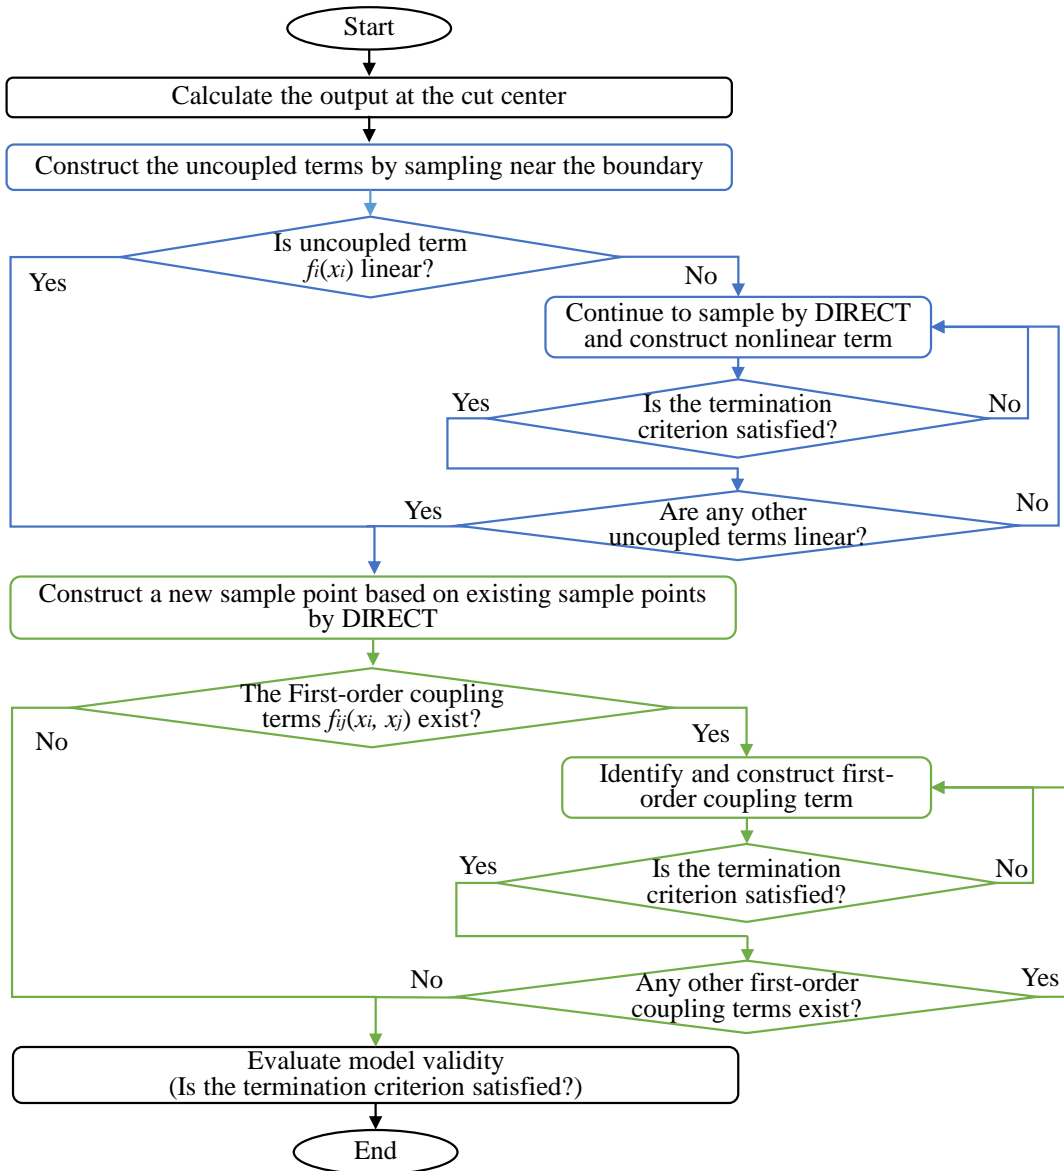 Start
Calculate the output at the cut center
Construct the uncoupled terms by sampling near the boundary
Is uncoupled term
fi(xi) linear?
Yes
No
Continue to sample by DIRECT
and construct nonlinear term
Yes
Is the termination
criterion satisfied?
No
Yes
Are any other
uncoupled terms linear?
No
Construct a new sample point based on existing sample points
by DIRECT
The First-order coupling
terms fij(xi, xj) exist?
No
Yes
Identify and construct first-
order coupling term
Yes
Is the termination
criterion satisfied?
No
No
Any other first-order
coupling terms exist?
Yes
Evaluate model validity
(Is the termination criterion satisfied?)
End